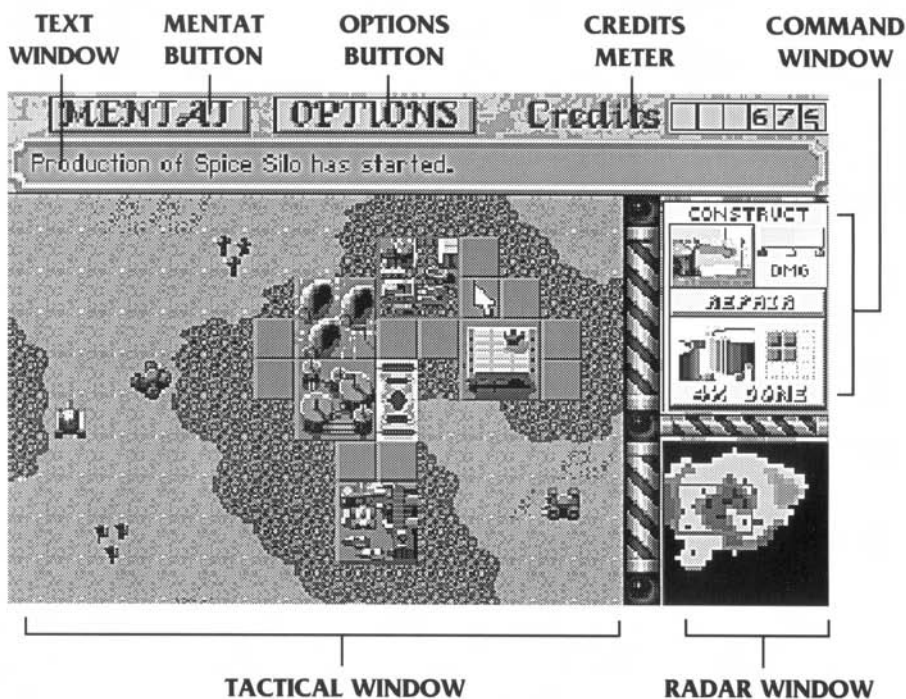 TEXT WINDOW
MENTAT BUTTON
OPTIONS BUTTON
CREDITS METER
COMMAND WINDOW
MENTAT
OPTIONS
Credits
675
Production of Spice Silo has started.
CONSTRUCT
DMG
REPAIR
4% DONE
TACTICAL WINDOW
RADAR WINDOW